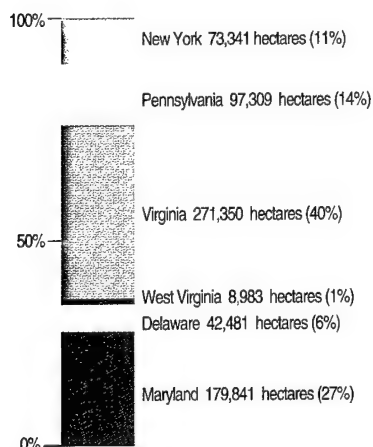 100%
New York 73,341 hectares (11%)
Pennsylvania 97,309 hectares (14%)
Virginia 271,350 hectares (40%)
50%
West Virginia 8,983 hectares (1%)
Delaware 42,481 hectares (6%)
Maryland 179,841 hectares (27%)
0%